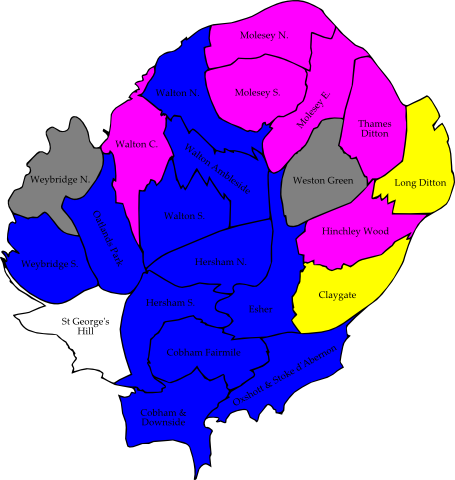 Molesey N.
Walton N.
Molesey S.
Molesey E.
Thames
Ditton
Walton C.
Walton Ambleside
Weybridge N.
Weston Green
Long Ditton
Oatlands Park
Walton S.
Hinchley Wood
Weybridge S.
Hersham N.
Claygate
Hersham S.
Esher
St George's
Hill
Cobham Fairmile
Oxshott & Stoke d'Abernon
Cobham &
Downside